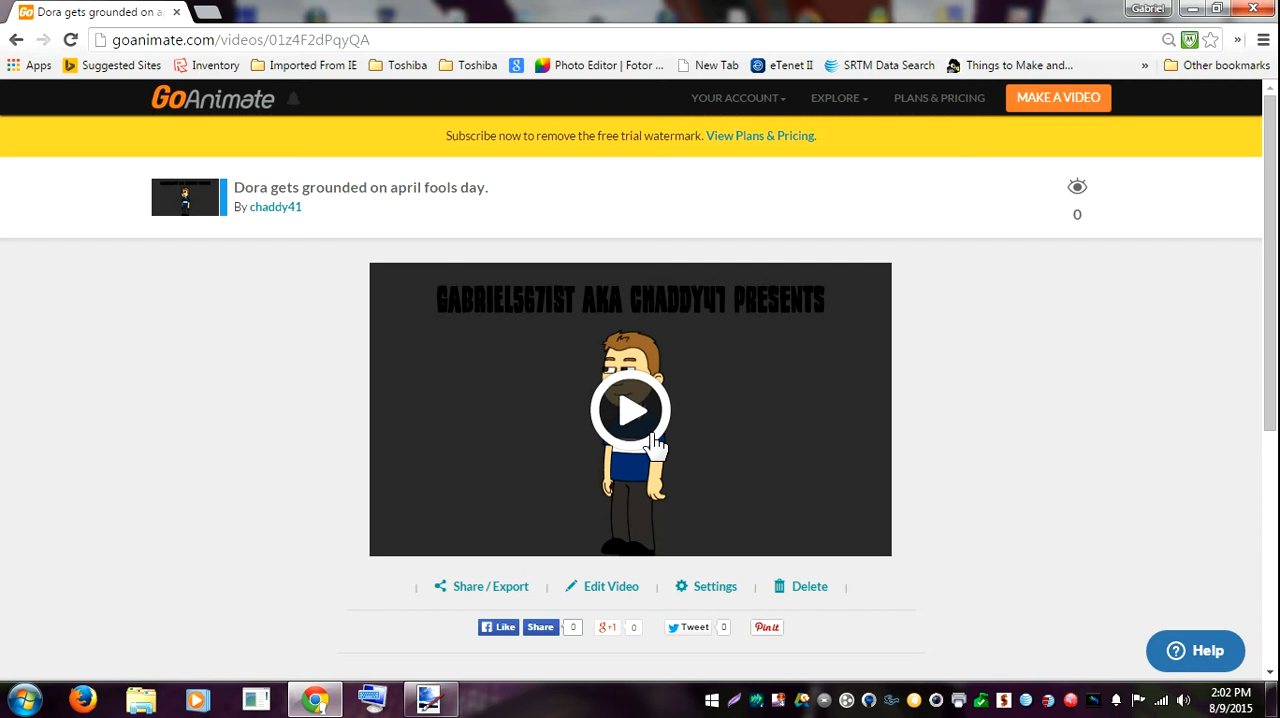 Dora gets grounded on a
Gabriel
goanimate.com/videos/01z4F2dPqyQA
Apps
Suggested Sites
Inventory
Imported From IE
Toshiba
Toshiba
Photo Editor | Fotor ...
New Tab
eTenet II
SRTM Data Search
Things to Make and...
»
Other bookmarks
GoAnimate
YOUR ACCOUNT
EXPLORE
PLANS & PRICING
MAKE A VIDEO
Subscribe now to remove the free trial watermark. View Plans & Pricing.
Dora gets grounded on april fools day.
By chaddy41
0
GABRIEL5671ST AKA CHADDY41 PRESENTS
Share / Export
Edit Video
Settings
Delete
Like
Share
0
g+1
0
Tweet
0
Pin it
Help
2:02 PM
8/9/2015